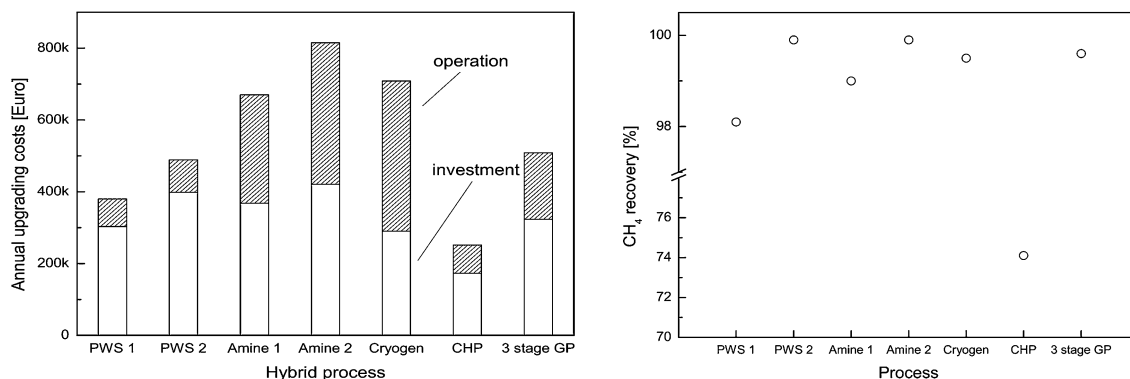 Annual upgrading costs [Euro]
800k
600k
400k
200k
0
operation
investment
PWS 1 PWS 2 Amine 1 Amine 2 Cryogen CHP 3 stage GP
Hybrid process
CH4 recovery [%]
100
98
76
74
72
70
PWS 1 PWS 2 Amine 1 Amine 2 Cryogen CHP 3 stage GP
Process